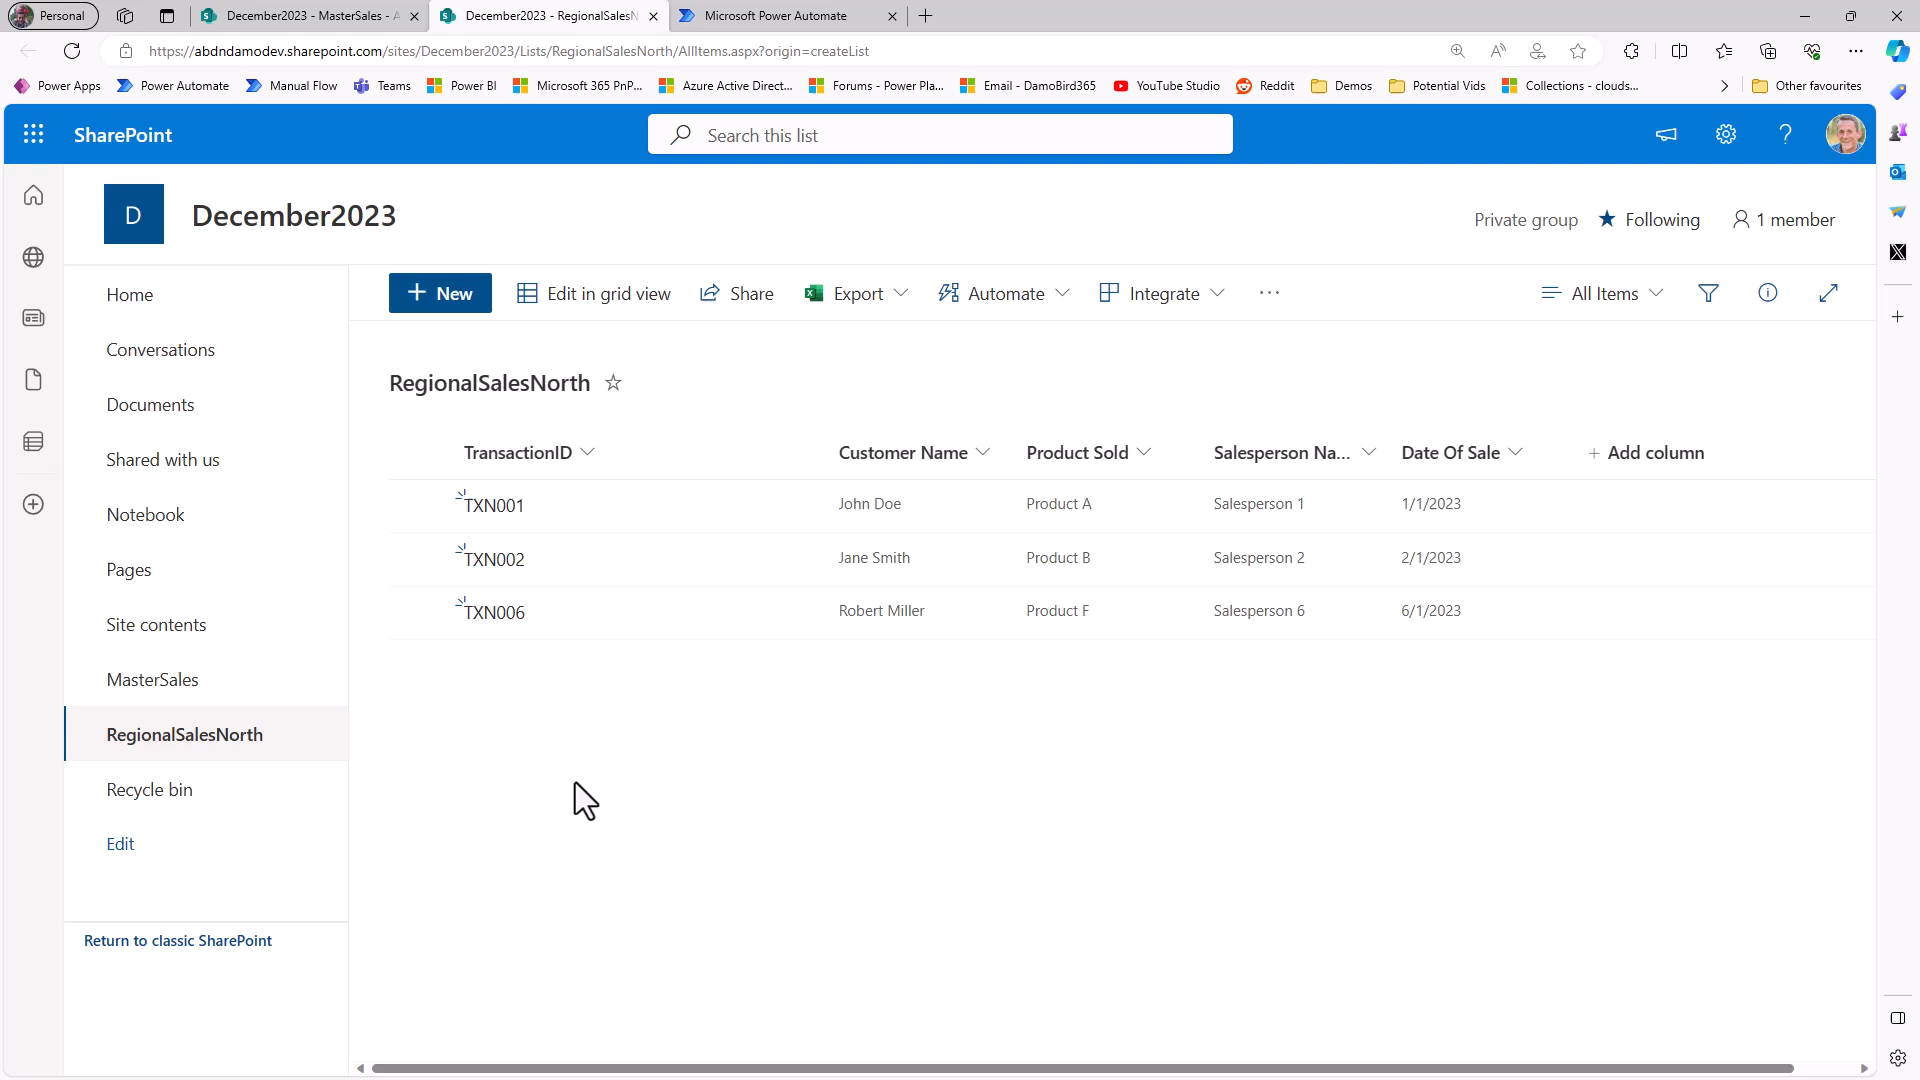 Personal
December2023 - MasterSales - A
December2023 - RegionalSalesN
Microsoft Power Automate
https://abdndamodev.sharepoint.com/sites/December2023/Lists/RegionalSalesNorth/AllItems.aspx?origin=createList
Power Apps
Power Automate
Manual Flow
Teams
Power BI
Microsoft 365 PnP...
Azure Active Direct...
Forums - Power Pla...
Email - DamoBird365
YouTube Studio
Reddit
Demos
Potential Vids
Collections - clouds...
Other favourites
SharePoint
Search this list
D
December2023
Private group
Following
1 member
Home
Conversations
Documents
Shared with us
Notebook
Pages
Site contents
MasterSales
RegionalSalesNorth
Recycle bin
Edit
Return to classic SharePoint
New
Edit in grid view
Share
Export
Automate
Integrate
All Items
RegionalSalesNorth
TransactionID Customer Name Product Sold Salesperson Na... Date Of Sale + Add column
TXN001 John Doe Product A Salesperson 1 1/1/2023
TXN002 Jane Smith Product B Salesperson 2 2/1/2023
TXN006 Robert Miller Product F Salesperson 6 6/1/2023